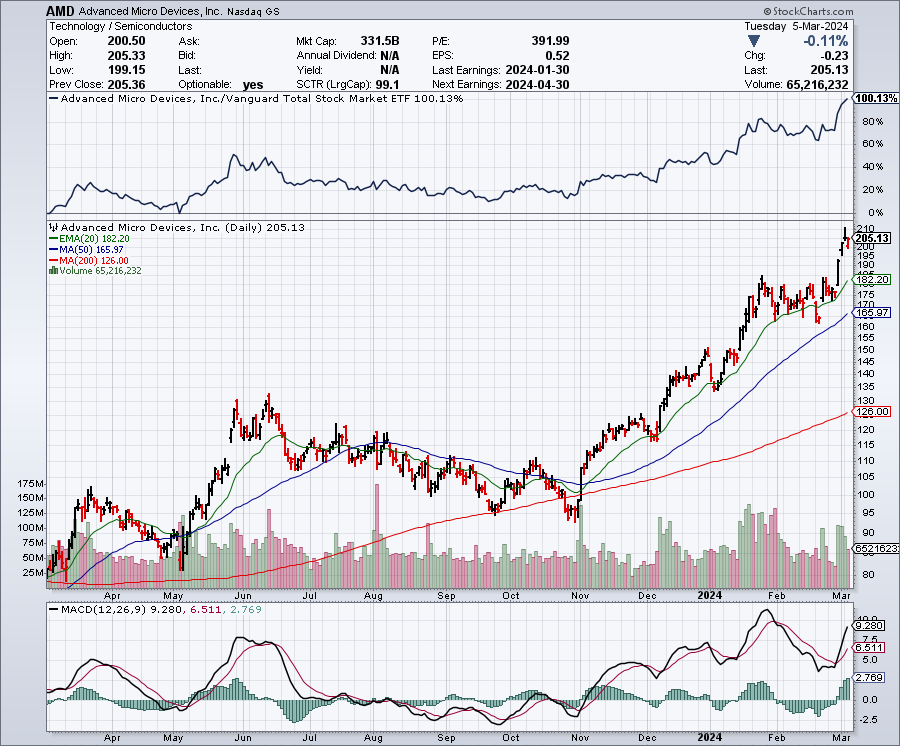 AMD Advanced Micro Devices, Inc. Nasdaq GS
© StockCharts.com
Technology / Semiconductors
Tuesday 5-Mar-2024
Open: 200.50 Ask: Mkt Cap: 331.5B P/E: 391.99 -0.11%
High: 205.33 Bid: Annual Dividend: N/A EPS: 0.52 Chg: -0.23
Low: 199.15 Last: Yield: N/A Last Earnings: 2024-01-30 Last: 205.13
Prev Close: 205.36 Optionable: yes SCTR (LrgCap): 99.1 Next Earnings: 2024-04-30 Volume: 65,216,232
Advanced Micro Devices, Inc./Vanguard Total Stock Market ETF 100.13%
100.13%
80%
60%
40%
20%
0%
Advanced Micro Devices, Inc. (Daily) 205.13
EMA(20) 182.20
MA(50) 165.97
MA(200) 126.00
Volume 65,216,232
210
205.13
200
195
190
182.20
175
170
165.97
160
155
150
145
140
135
130
126.00
120
115
110
105
100
95
90
65216232
80
175M
150M
125M
100M
75M
50M
25M
Apr May Jun Jul Aug Sep Oct Nov Dec 2024 Feb Mar
MACD(12,26,9) 9.280, 6.511, 2.769
10.0
9.280
7.5
6.511
5.0
2.769
0.0
-2.5
Apr May Jun Jul Aug Sep Oct Nov Dec 2024 Feb Mar